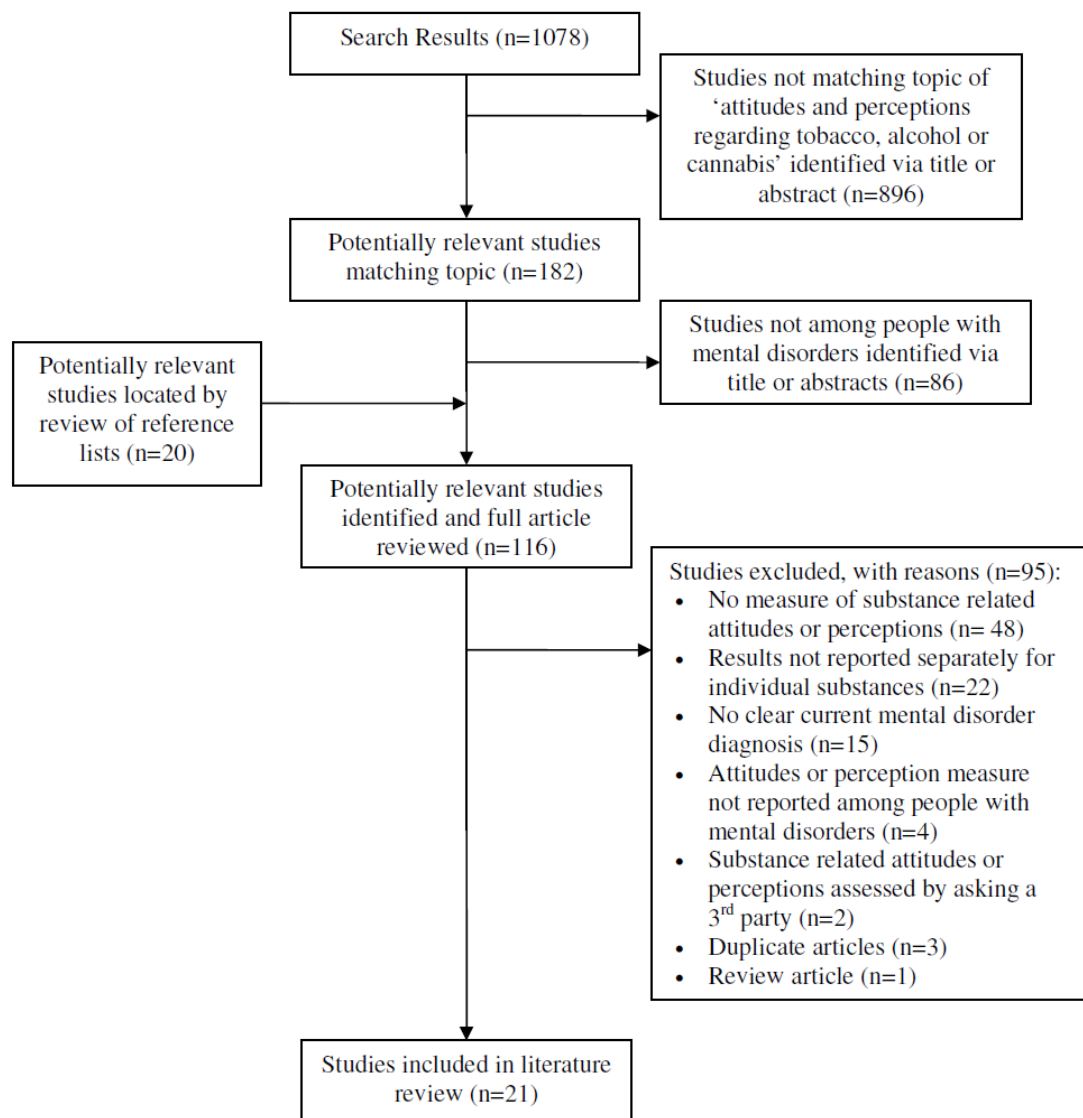 Search Results (n=1078)
Studies not matching topic of
‘attitudes and perceptions
regarding tobacco, alcohol or
cannabis’ identified via title or
abstract (n=896)
Potentially relevant studies
matching topic (n=182)
Studies not among people with
mental disorders identified via
title or abstracts (n=86)
Potentially relevant
studies located by
review of reference
lists (n=20)
Potentially relevant studies
identified and full article
reviewed (n=116)
Studies excluded, with reasons (n=95):
• No measure of substance related
attitudes or perceptions (n= 48)
• Results not reported separately for
individual substances (n=22)
• No clear current mental disorder
diagnosis (n=15)
• Attitudes or perception measure
not reported among people with
mental disorders (n=4)
• Substance related attitudes or
perceptions assessed by asking a
3rd party (n=2)
• Duplicate articles (n=3)
• Review article (n=1)
Studies included in literature
review (n=21)